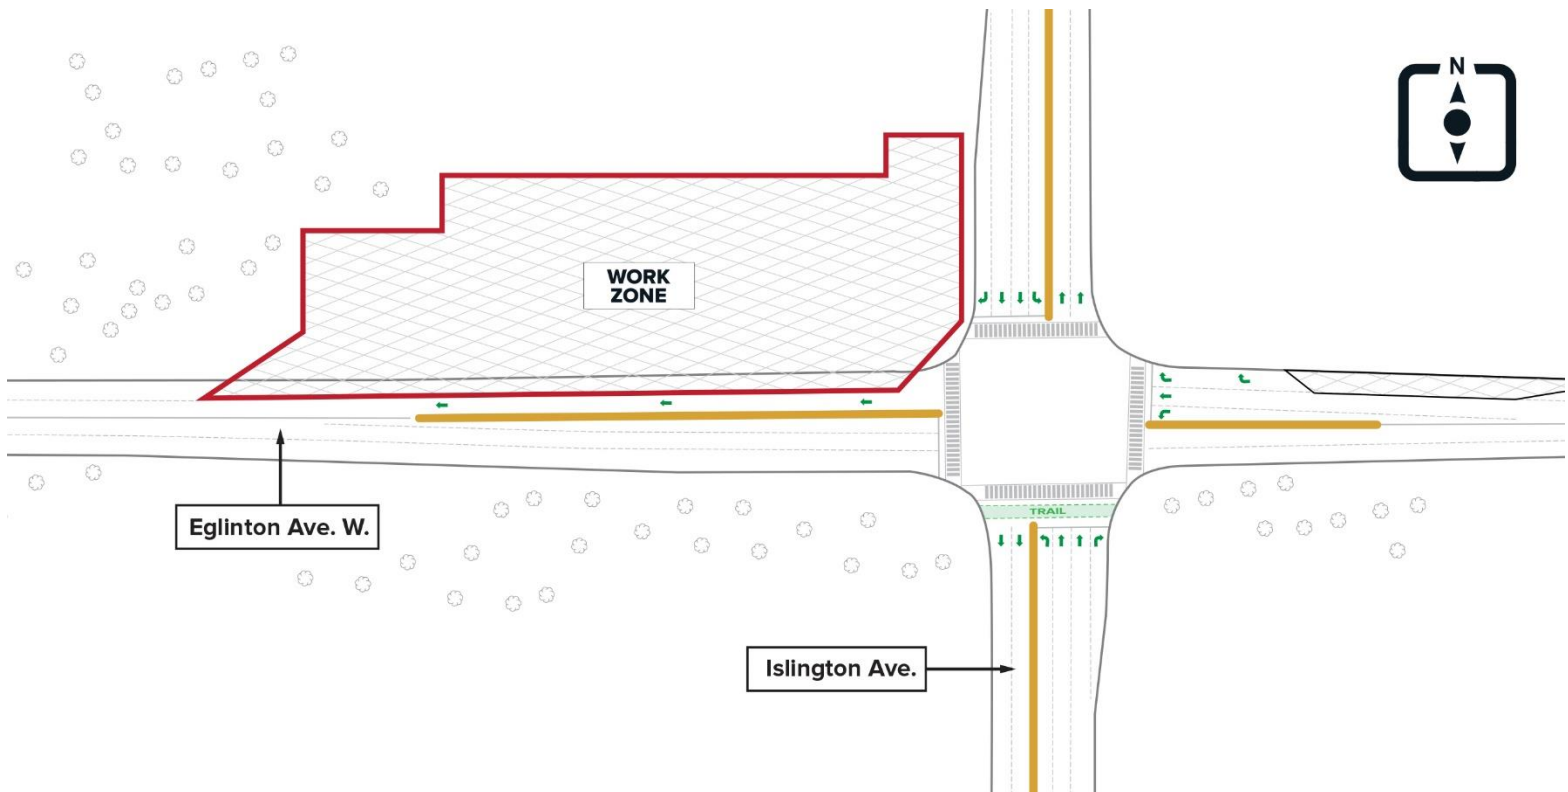 N
WORK
ZONE
TRAIL
Eglinton Ave. W.
Islington Ave.